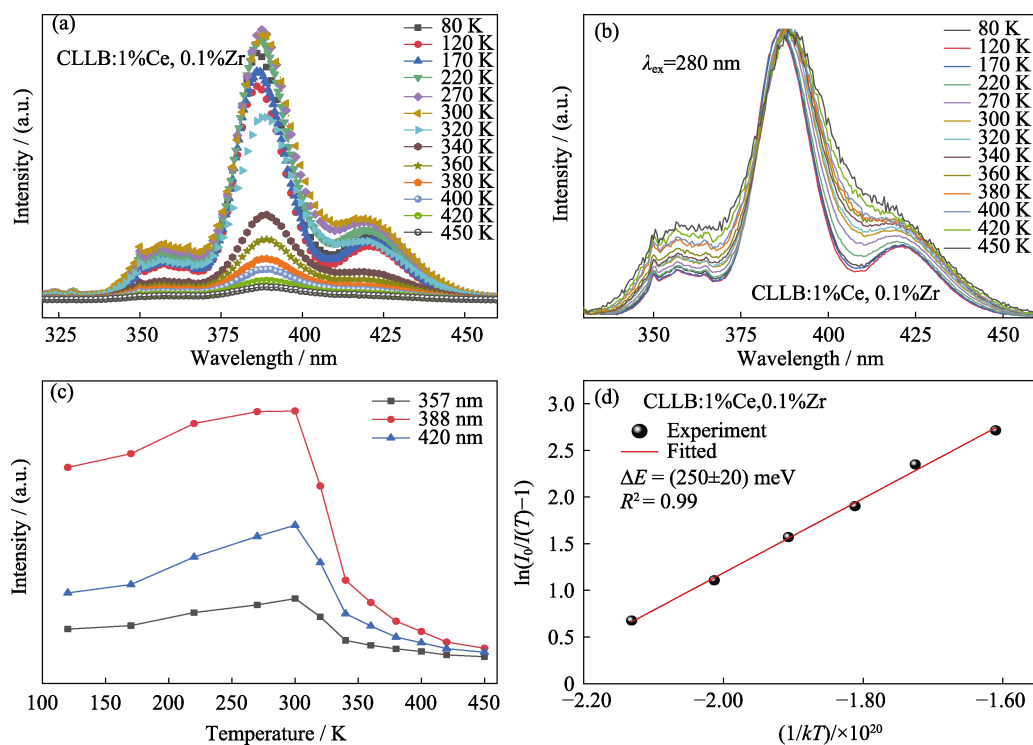 (a)
CLLB:1%Ce, 0.1%Zr
80 K
120 K
170 K
220 K
270 K
300 K
320 K
340 K
360 K
380 K
400 K
420 K
450 K
Intensity / (a.u.)
325 350 375 400 425 450
Wavelength / nm
(b)
λex=280 nm
80 K
120 K
170 K
220 K
270 K
300 K
320 K
340 K
360 K
380 K
400 K
420 K
450 K
CLLB:1%Ce, 0.1%Zr
Intensity / (a.u.)
350 375 400 425 450
Wavelength / nm
(c)
357 nm
388 nm
420 nm
Intensity / (a.u.)
100 150 200 250 300 350 400 450
Temperature / K
(d)
CLLB:1%Ce,0.1%Zr
Experiment
Fitted
ΔE = (250±20) meV
R² = 0.99
ln(I₀/I(T)−1)
3.0
2.5
2.0
1.5
1.0
0.5
0
−2.20 −2.00 −1.80 −1.60
(1/kT)/×10²⁰